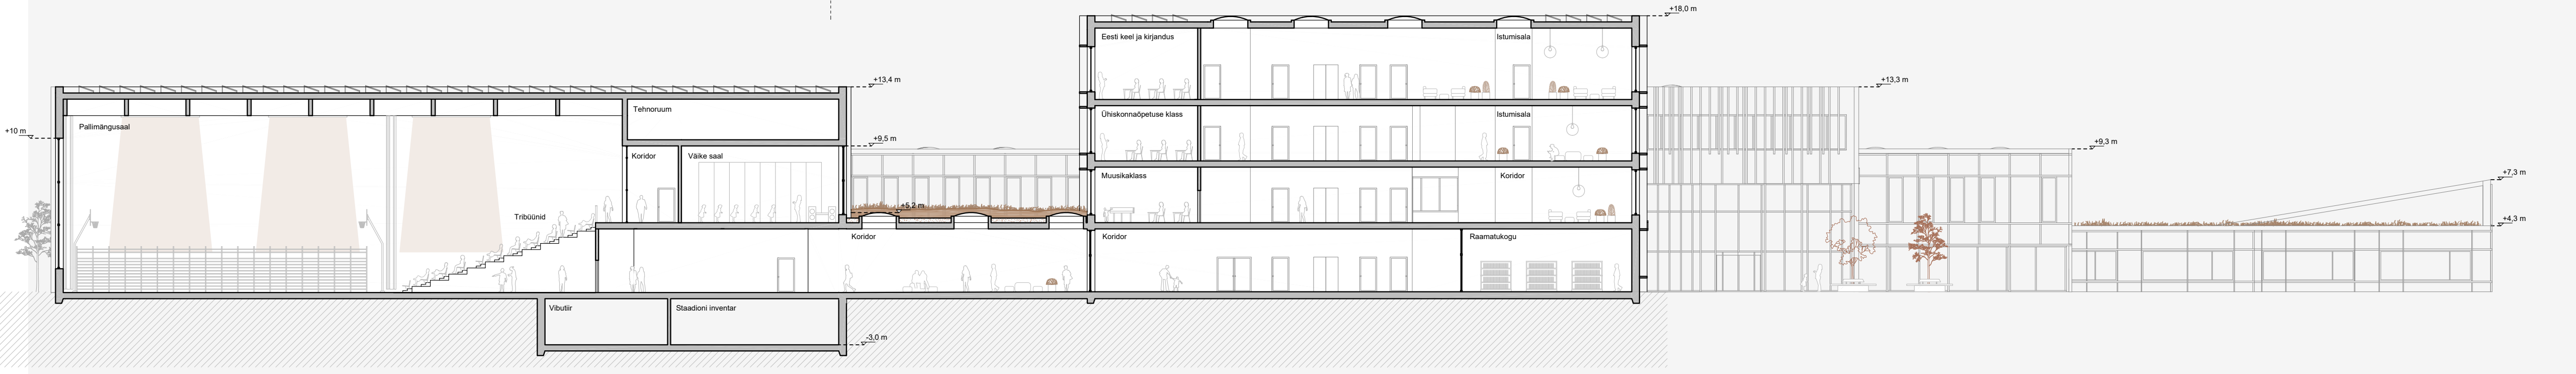 +18,0 m
Eesti keel ja kirjandus
Istumisala
+13,4 m
+13,3 m
Tehnoruum
Ühiskonnaõpetuse klass
Istumisala
Pallimängusaal
+10 m
+9,5 m
+9,3 m
Koridor
Väike saal
Muusikaklass
Koridor
+7,3 m
+5,2 m
Tribüünid
+4,3 m
Koridor
Koridor
Raamatukogu
Vibutiir
Staadioni inventar
-3,0 m